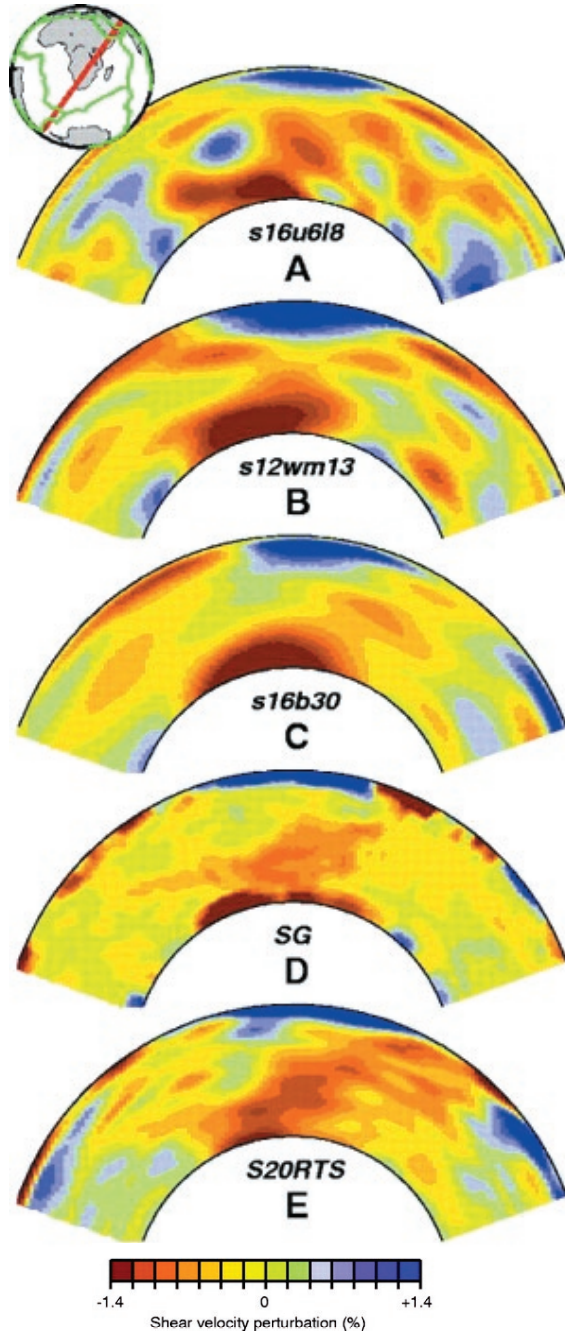 s16u6l8
A
s12wm13
B
s16b30
C
SG
D
S20RTS
E
-1.4 0 +1.4
Shear velocity perturbation (%)